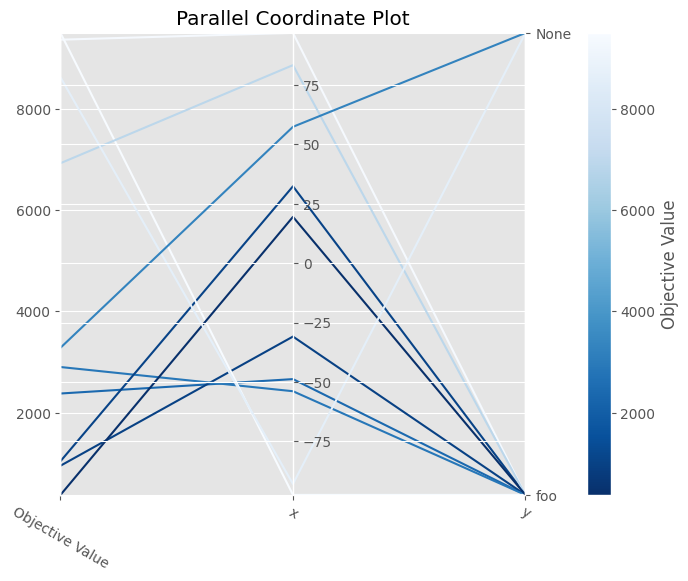 Parallel Coordinate Plot
8000
6000
4000
2000
75
50
25
0
−25
−50
−75
None
foo
8000
6000
4000
2000
Objective Value
Objective Value
x
y